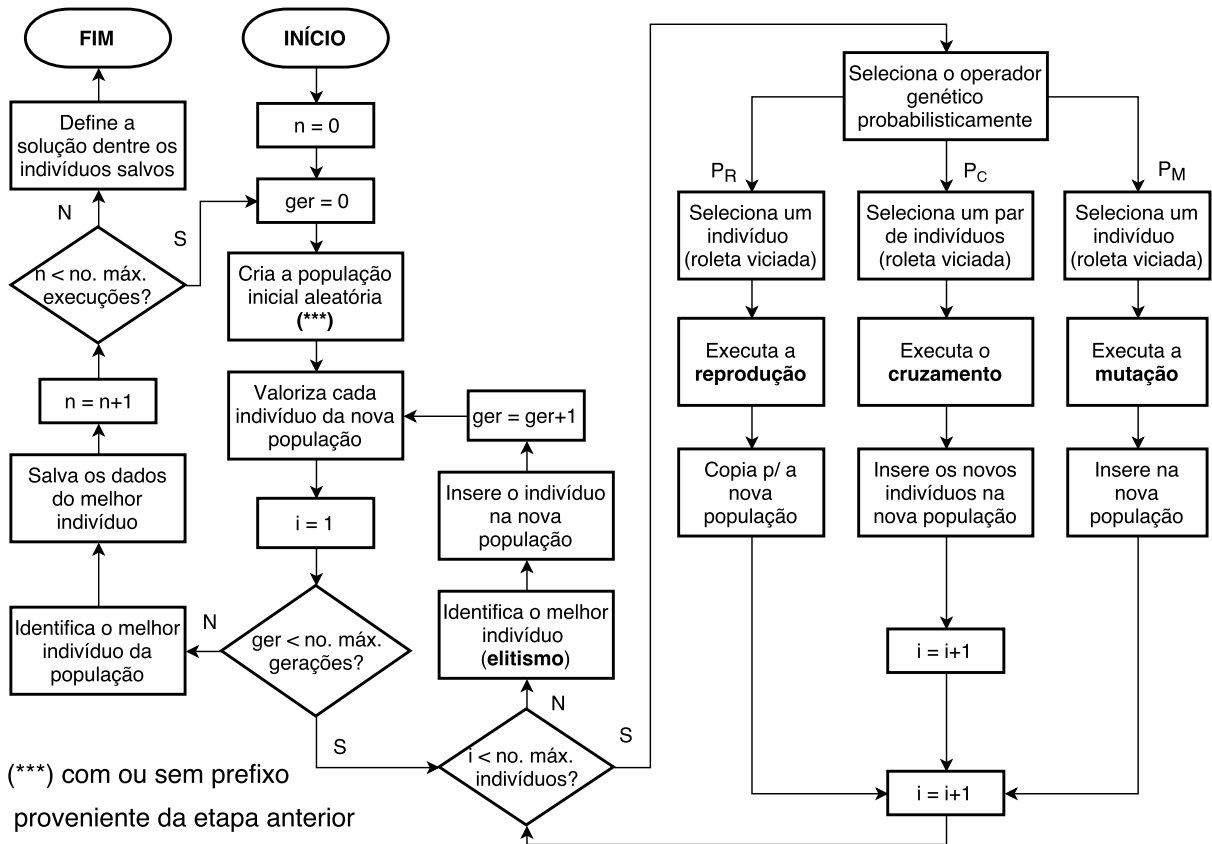 FIM
INÍCIO
Define a
solução dentre os
indivíduos salvos
N
S
n < no. máx.
execuções?
n = n+1
Salva os dados
do melhor
indivíduo
Identifica o melhor
indivíduo da
população
n = 0
ger = 0
Cria a população
inicial aleatória
(***)
Valoriza cada
indivíduo da nova
população
i = 1
N
ger < no. máx.
gerações?
S
ger = ger+1
Insere o indivíduo
na nova
população
Identifica o melhor
indivíduo
(elitismo)
N
S
i < no. máx.
indivíduos?
Seleciona o operador
genético
probabilisticamente
PR
PC
PM
Seleciona um
indivíduo
(roleta viciada)
Seleciona um par
de indivíduos
(roleta viciada)
Seleciona um
indivíduo
(roleta viciada)
Executa a
reprodução
Executa o
cruzamento
Executa a
mutação
Copia p/ a
nova
população
Insere os novos
indivíduos na
nova população
Insere na
nova
população
i = i+1
i = i+1
(***) com ou sem prefixo
proveniente da etapa anterior